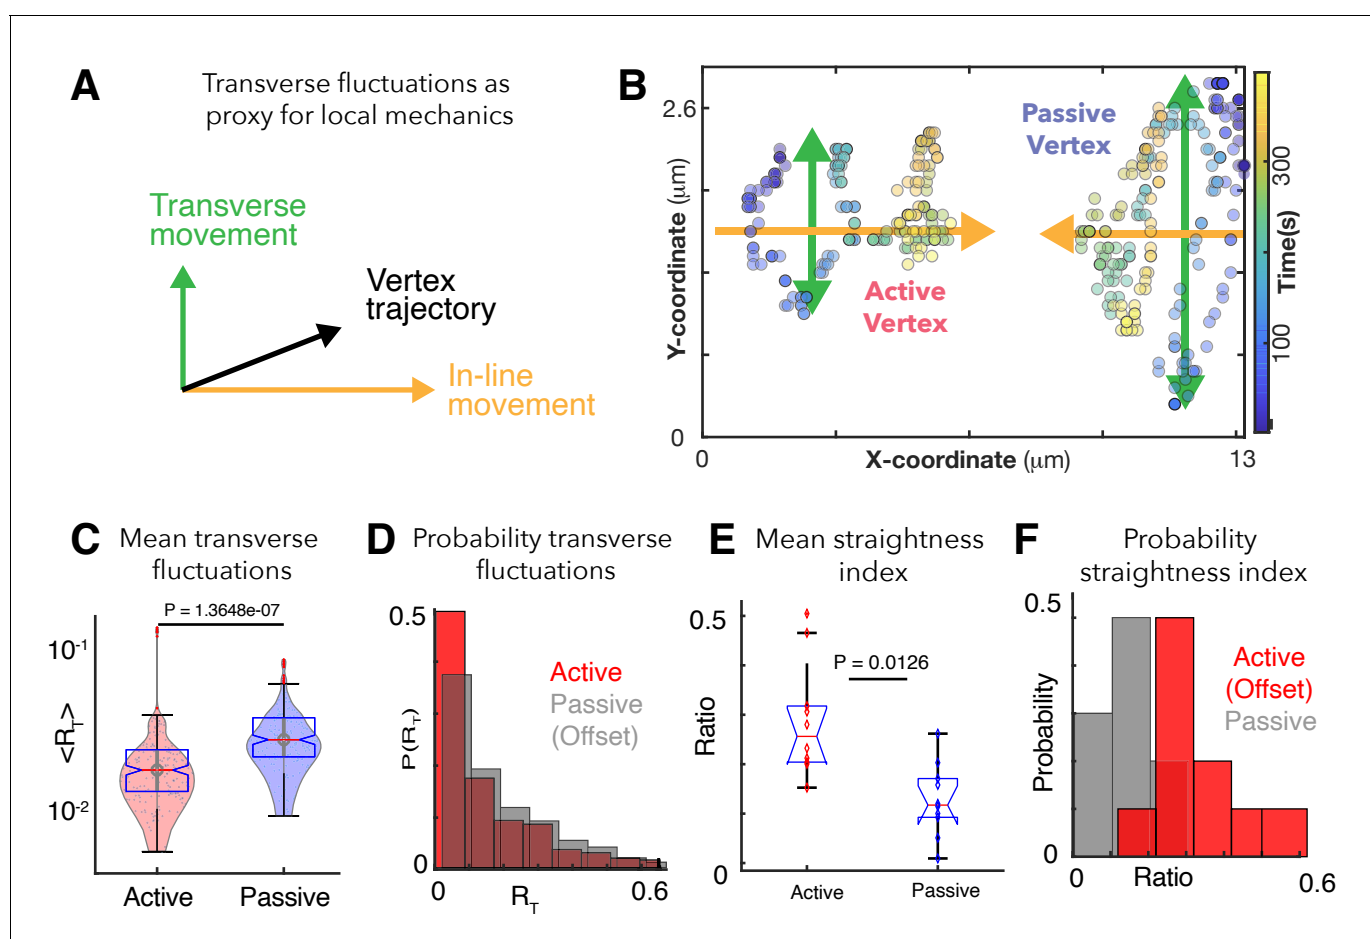 A
Transverse fluctuations as
proxy for local mechanics
Transverse
movement
Vertex
trajectory
In-line
movement
B
Y-coordinate (μm)
2.6
0
Passive
Vertex
Active
Vertex
0
X-coordinate (μm)
13
300
100
Time(s)
C
Mean transverse
fluctuations
P = 1.3648e-07
10-1
<RT>
10-2
Active
Passive
D
Probability transverse
fluctuations
0.5
P(RT)
Active
Passive
(Offset)
0
0
RT
0.6
E
Mean straightness
index
0.5
Ratio
P = 0.0126
0
Active
Passive
F
Probability
straightness index
0.5
Probability
Active
(Offset)
Passive
0
0
Ratio
0.6